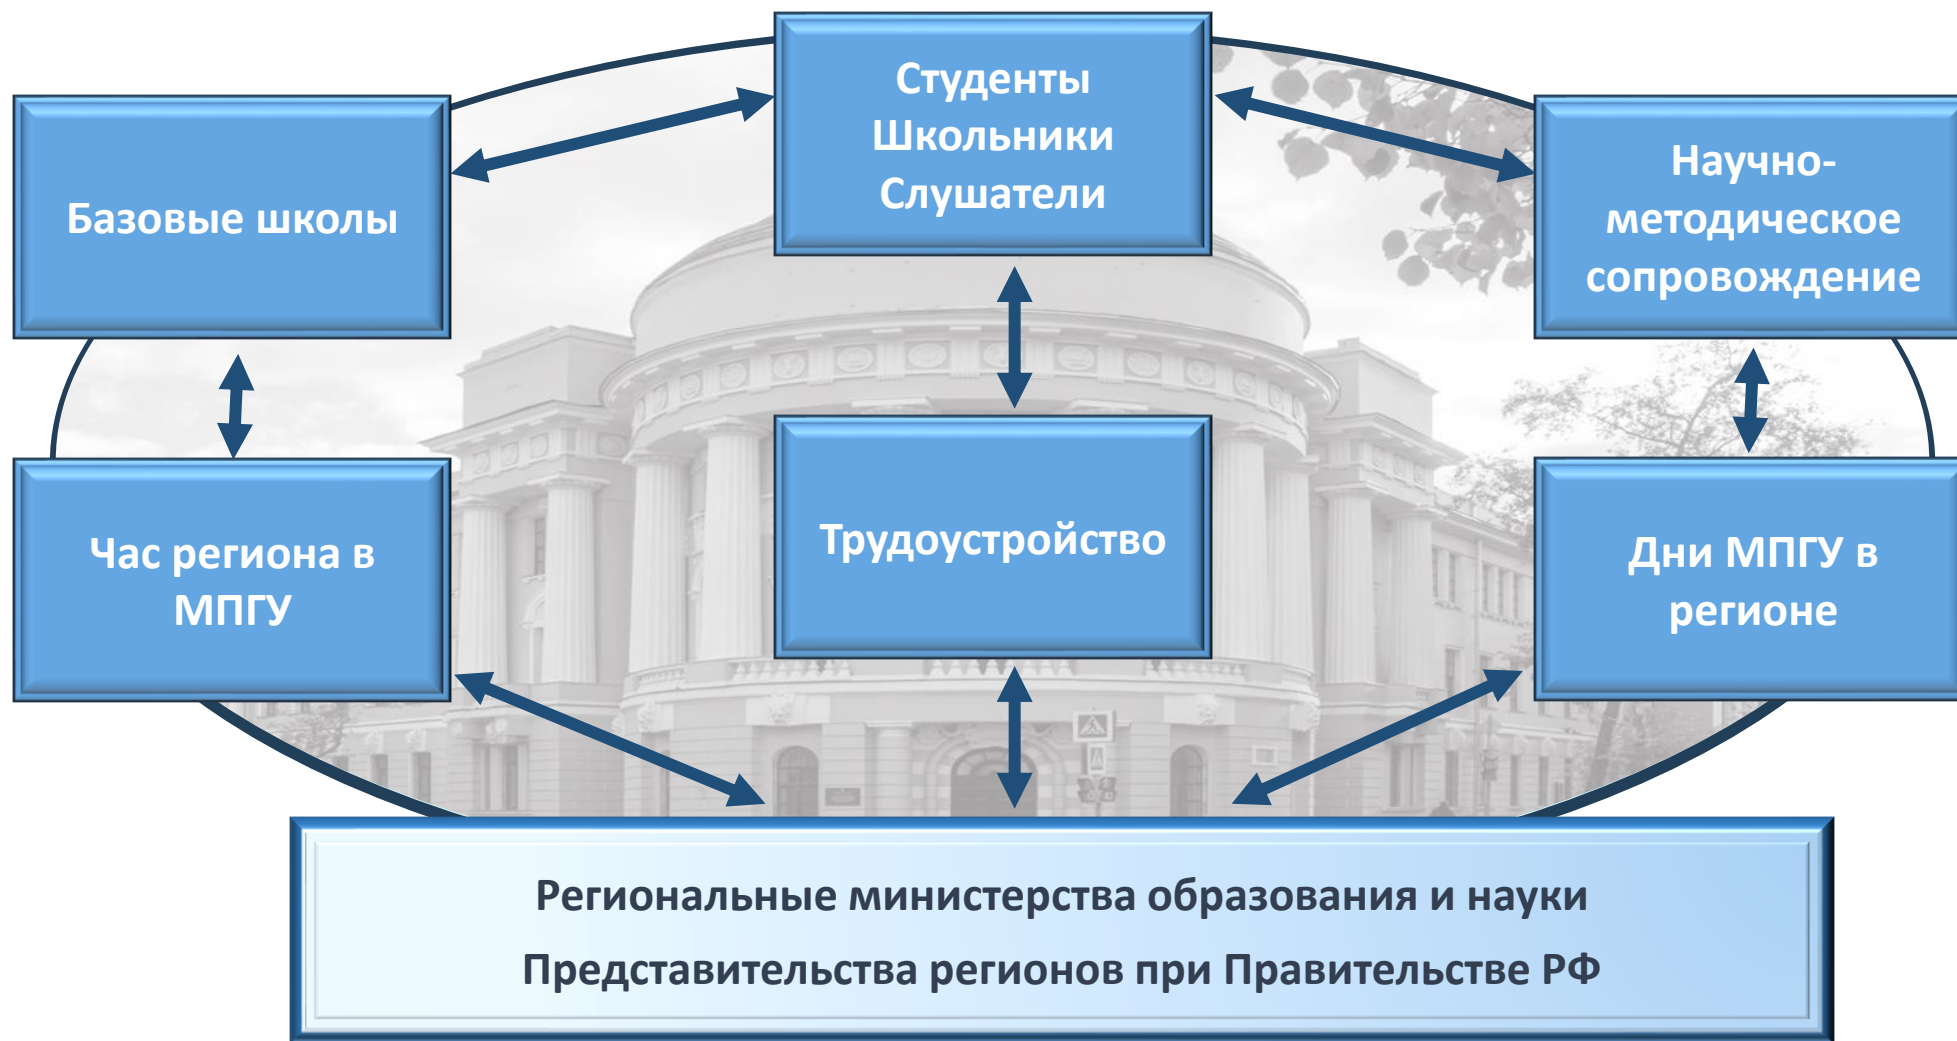 Студенты
Школьники
Слушатели
Базовые школы
Научно-
методическое
сопровождение
Час региона в
МПГУ
Трудоустройство
Дни МПГУ в
регионе
Региональные министерства образования и науки
Представительства регионов при Правительстве РФ